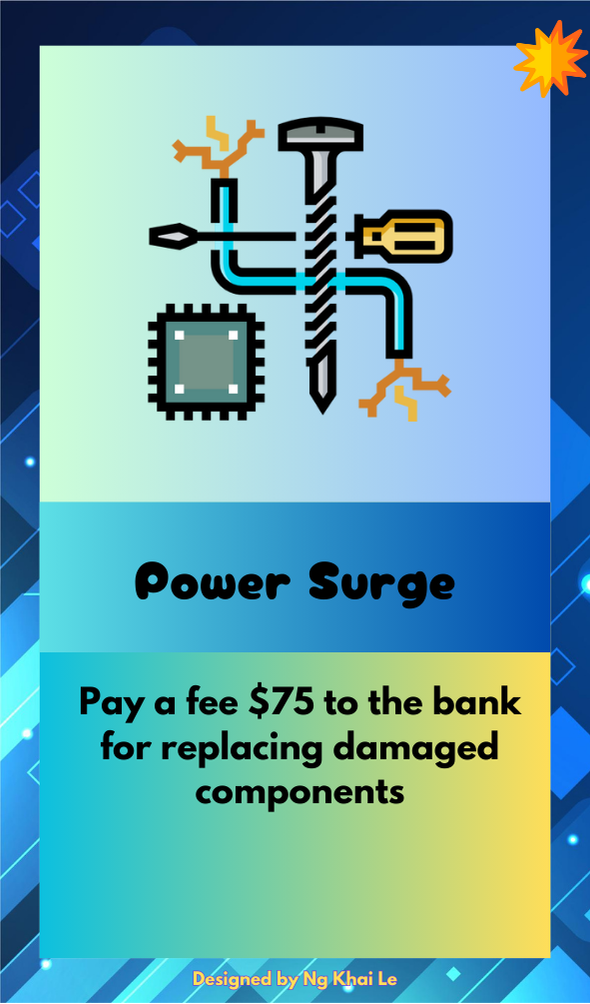 Power Surge
Pay a fee $75 to the bank
for replacing damaged
components
Designed by Ng Khai Le